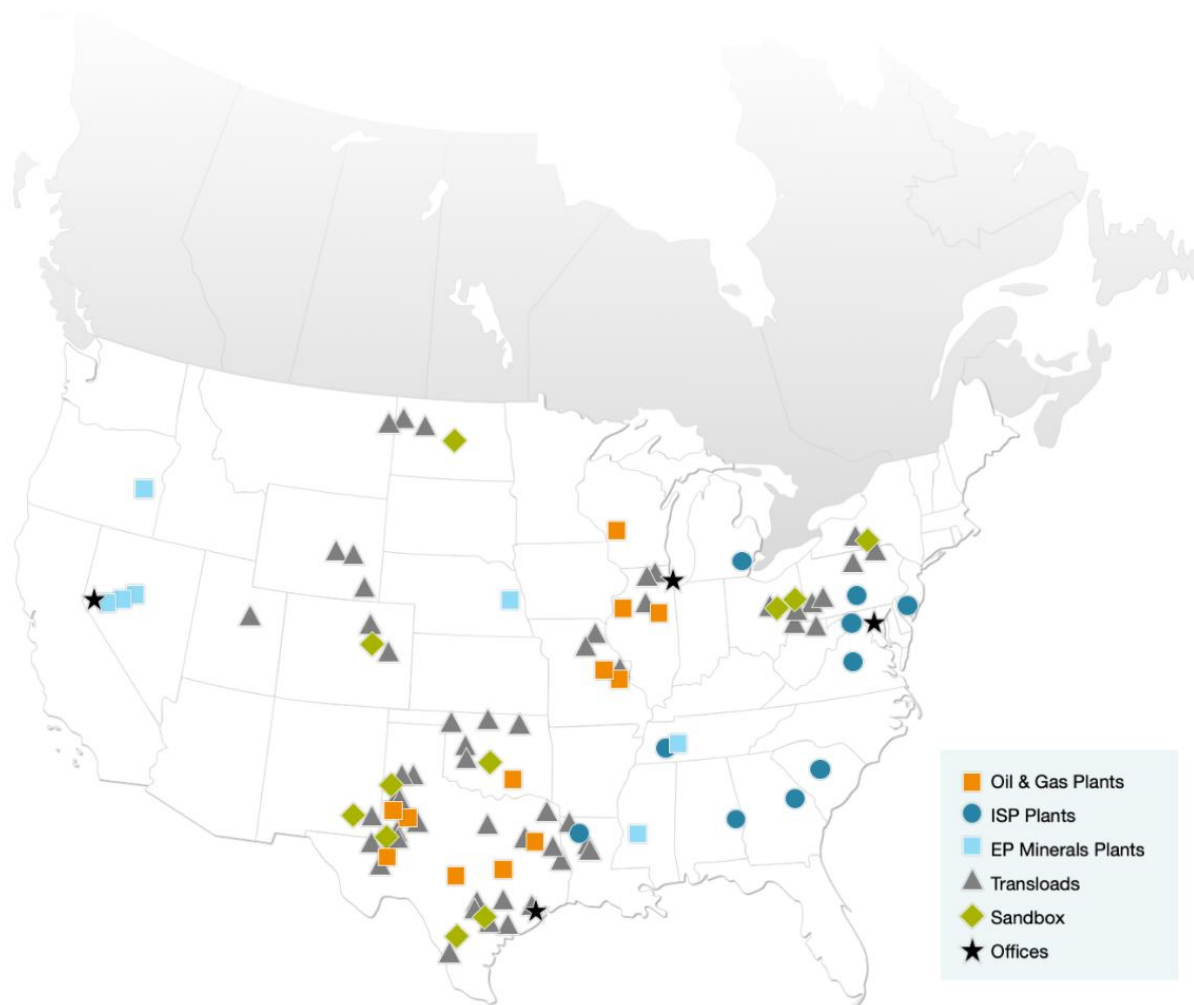 Oil & Gas Plants
ISP Plants
EP Minerals Plants
Transloads
Sandbox
Offices